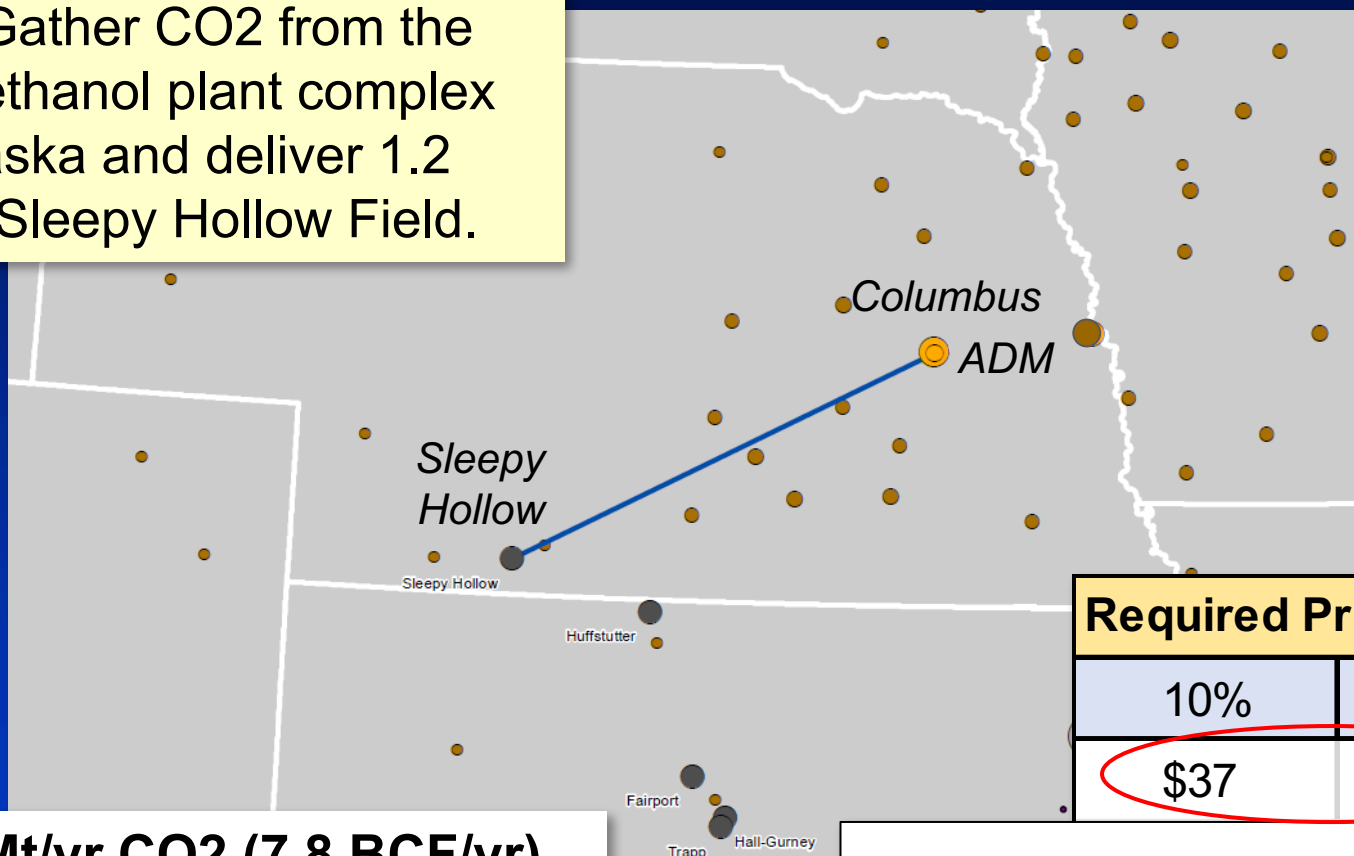 Gather CO2 from the
ethanol plant complex
aska and deliver 1.2
Sleepy Hollow Field.
Columbus
ADM
Sleepy
Hollow
Sleepy Hollow
Huffstutter
Required Pr
10%
$37
Fairport
Hall-Gurney
Trapp
Mt/yr CO2 (7.8 BCF/yr)